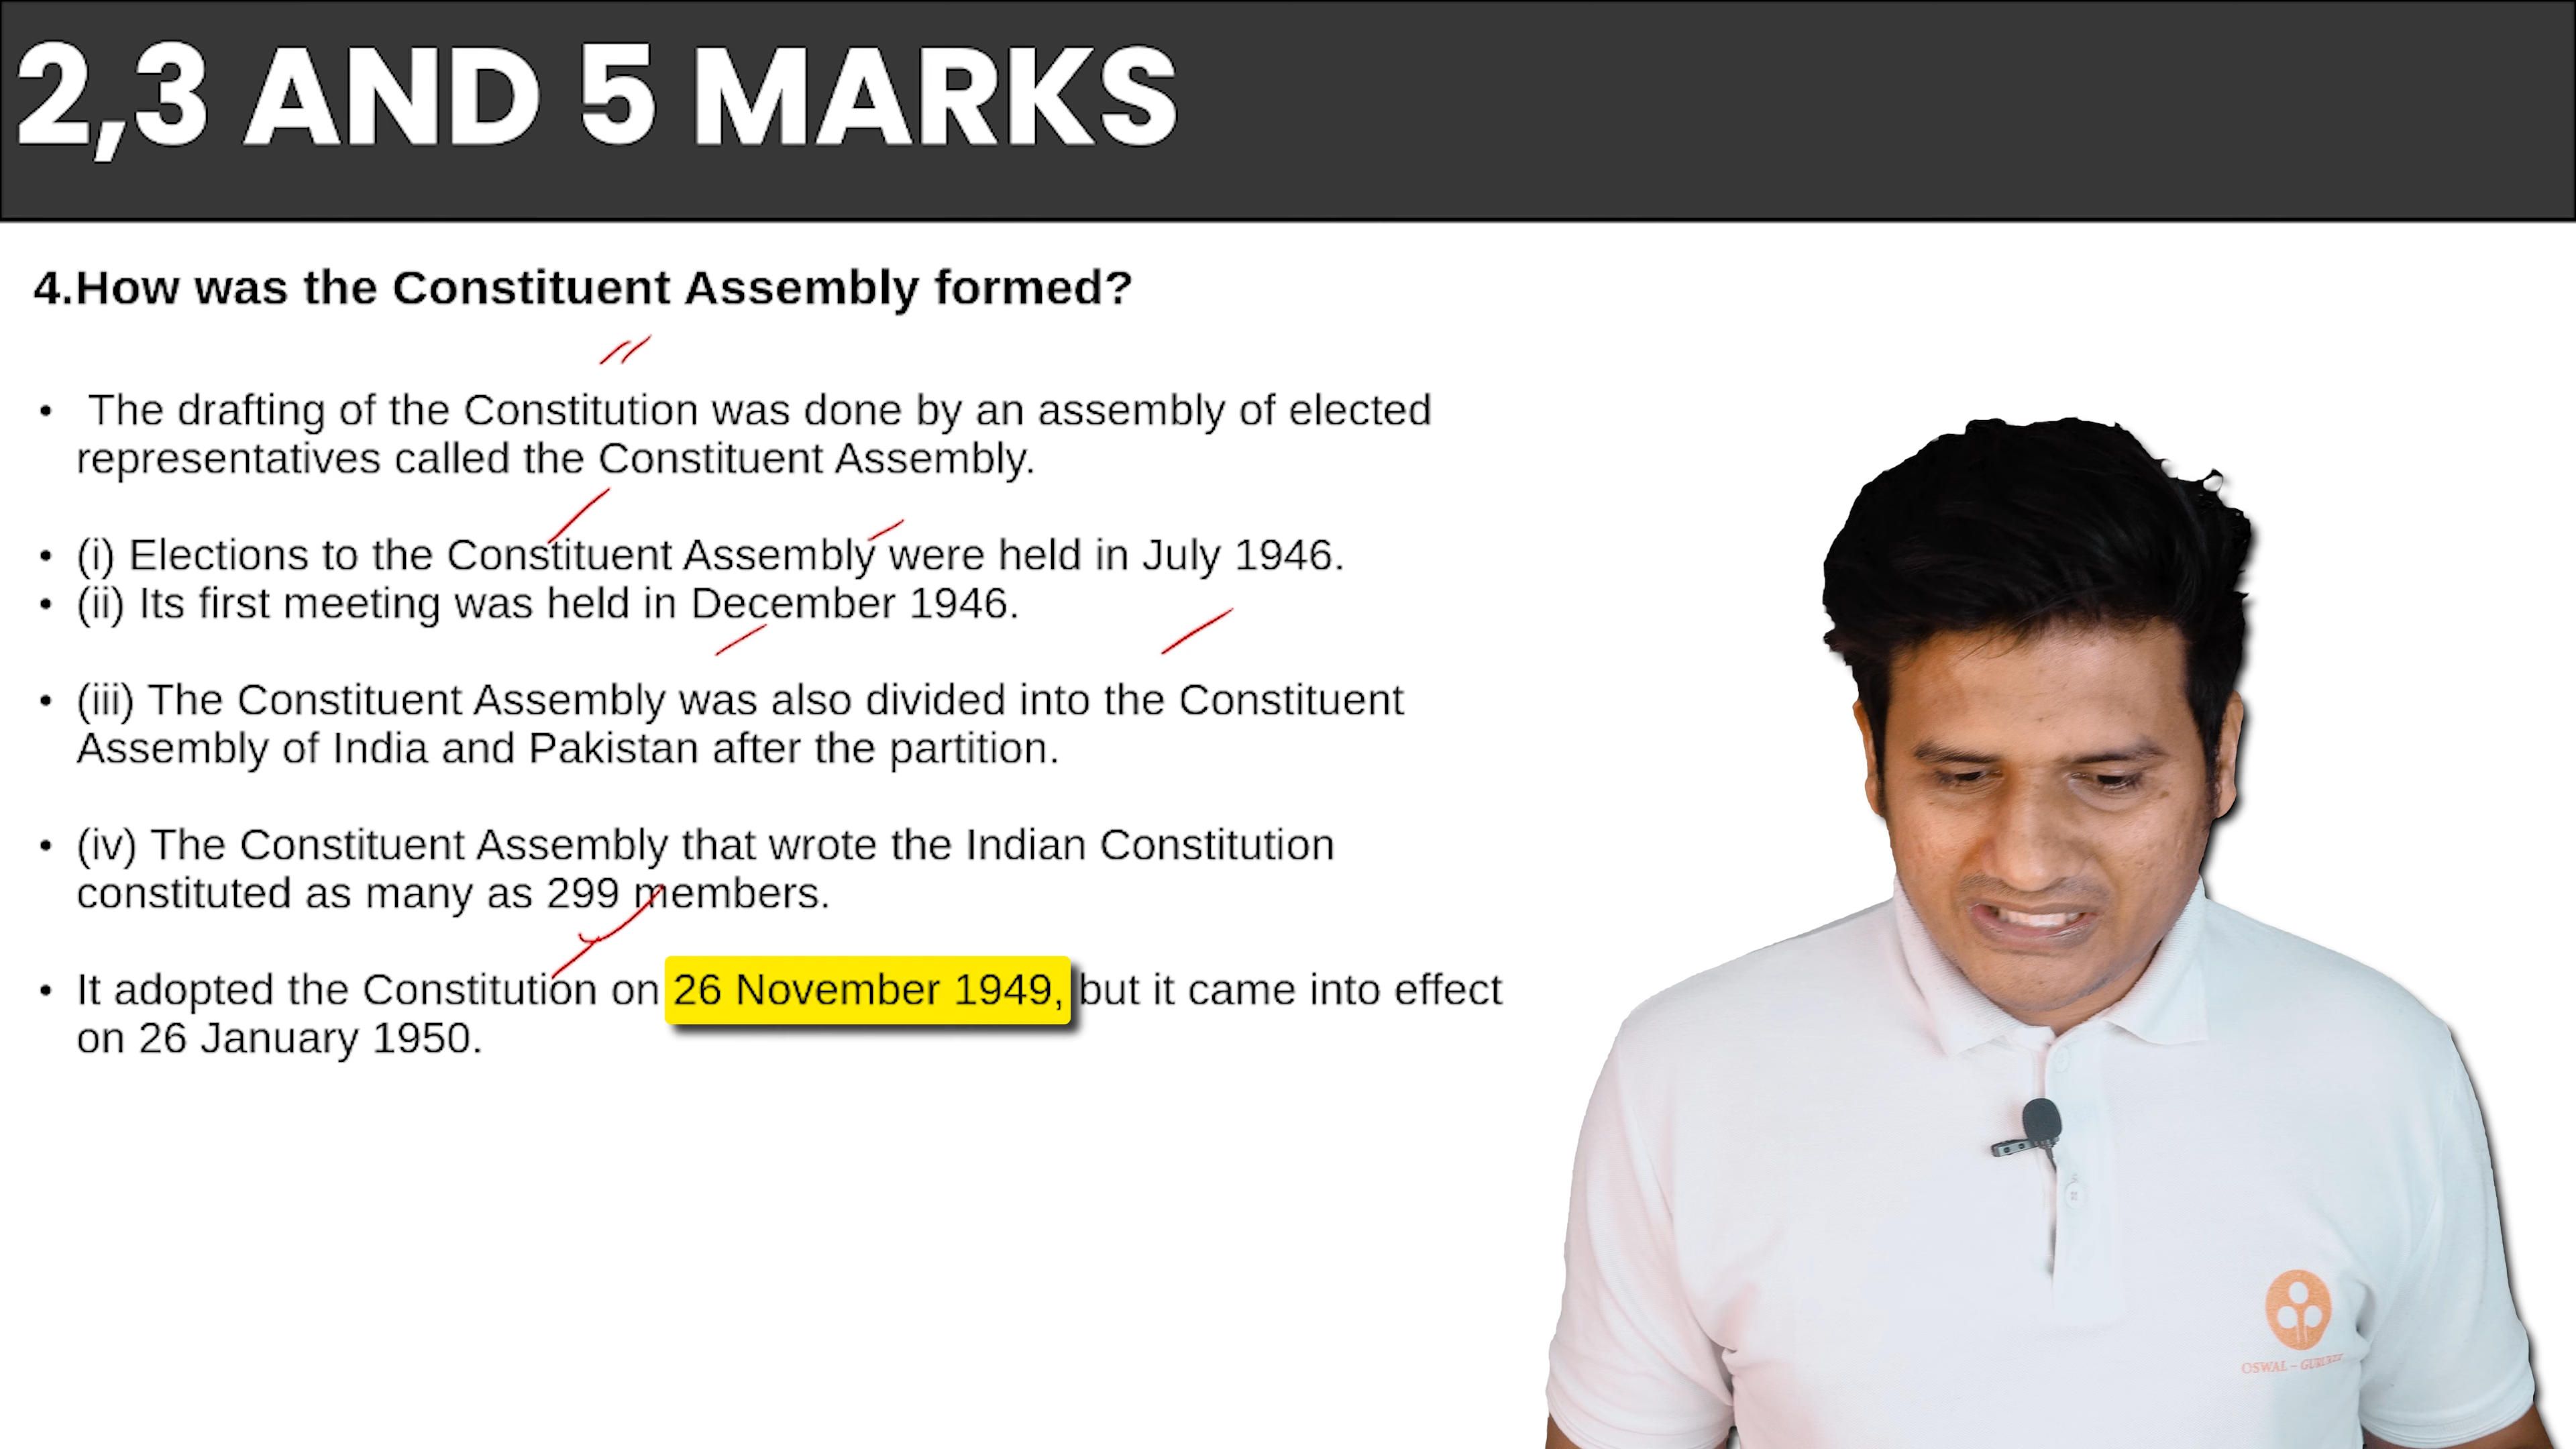 2,3 AND 5 MARKS
4.How was the Constituent Assembly formed?
• The drafting of the Constitution was done by an assembly of elected
representatives called the Constituent Assembly.
• (i) Elections to the Constituent Assembly were held in July 1946.
• (ii) Its first meeting was held in December 1946.
• (iii) The Constituent Assembly was also divided into the Constituent
Assembly of India and Pakistan after the partition.
• (iv) The Constituent Assembly that wrote the Indian Constitution
constituted as many as 299 members.
• It adopted the Constitution on 26 November 1949, but it came into effect
on 26 January 1950.
OSWAL –